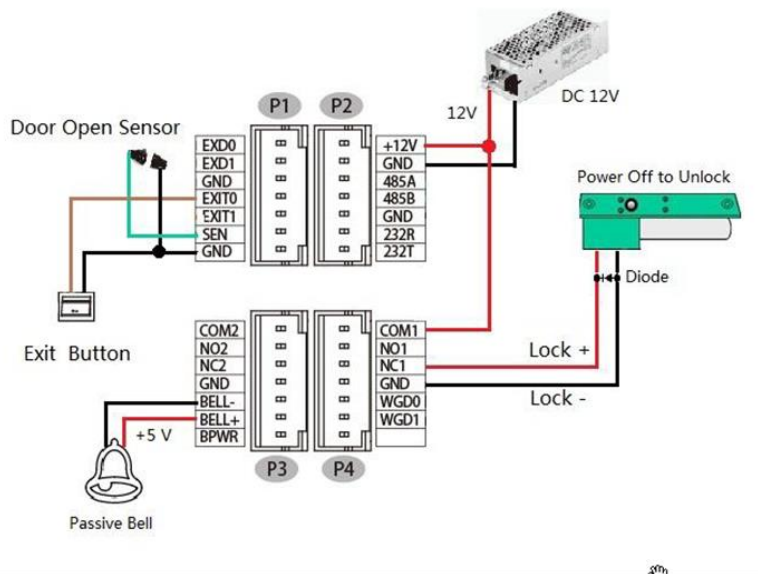 P1
P2
12V
DC 12V
Door Open Sensor
EXD0
EXD1
GND
EXIT0
EXIT1
SEN
GND
+12V
GND
485A
485B
GND
232R
232T
Power Off to Unlock
Diode
Exit Button
COM2
NO2
NC2
GND
BELL-
BELL+
BPWR
COM1
NO1
NC1
GND
WGD0
WGD1
Lock +
Lock -
+5 V
P3
P4
Passive Bell